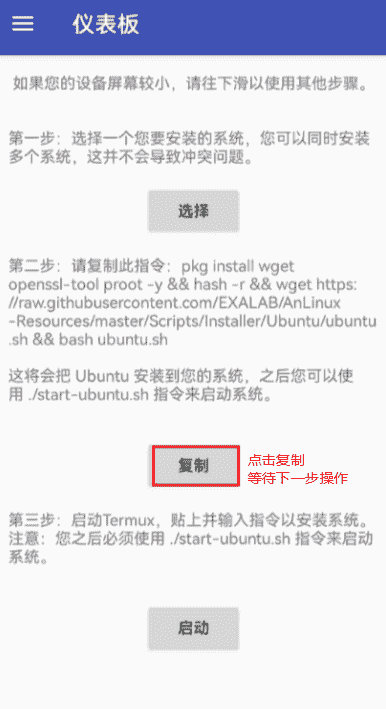 仪表板
如果您的设备屏幕较小，请往下滑以使用其他步骤。
第一步：选择一个您要安装的系统，您可以同时安装
多个系统，这并不会导致冲突问题。
选择
第二步：请复制此指令：pkg install wget
openssl-tool proot -y && hash -r && wget https:
//raw.githubusercontent.com/EXALAB/AnLinux
-Resources/master/Scripts/Installer/Ubuntu/ubuntu
.sh && bash ubuntu.sh
这将会把 Ubuntu 安装到您的系统，之后您可以使
用 ./start-ubuntu.sh 指令来启动系统。
复制
点击复制
等待下一步操作
第三步：启动Termux，贴上并输入指令以安装系统。
注意：您之后必须使用 ./start-ubuntu.sh 指令来启动
系统。
启动